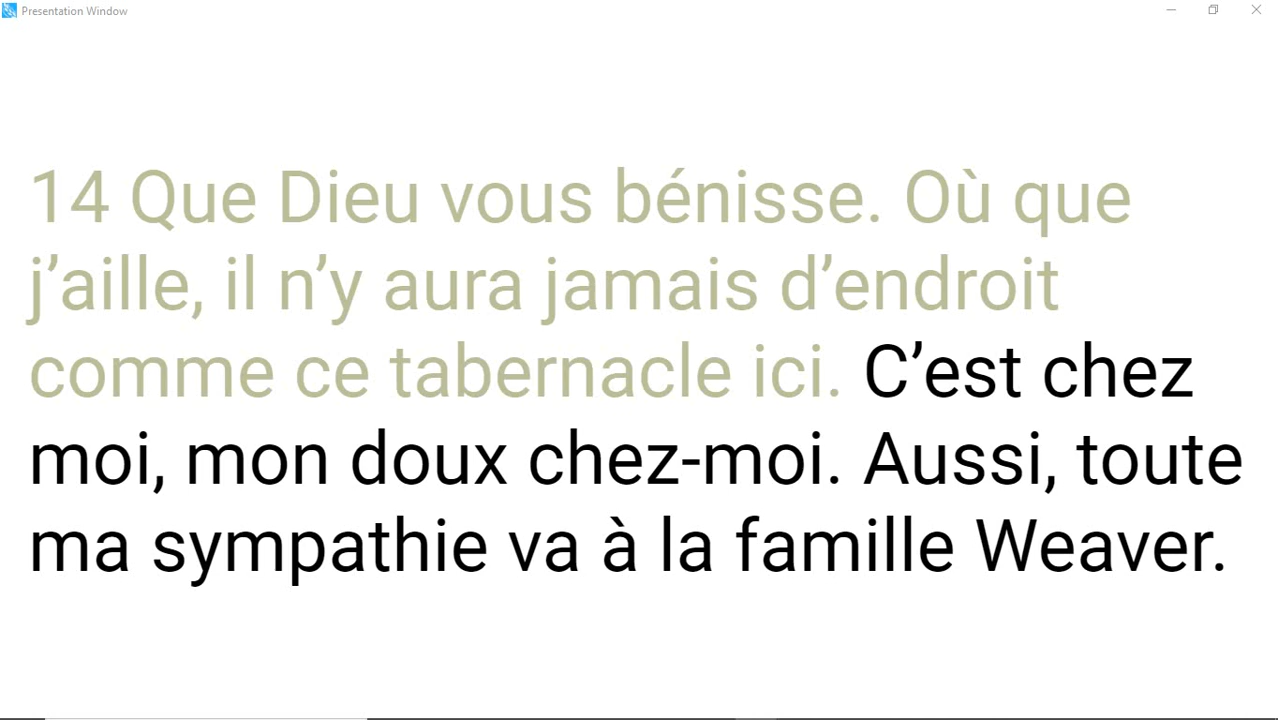 Presentation Window
14 Que Dieu vous bénisse. Où que
j’aille, il n’y aura jamais d’endroit
comme ce tabernacle ici. C’est chez
moi, mon doux chez-moi. Aussi, toute
ma sympathie va à la famille Weaver.